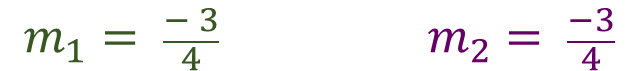 m₁ = −3/4 m₂ = −3/4